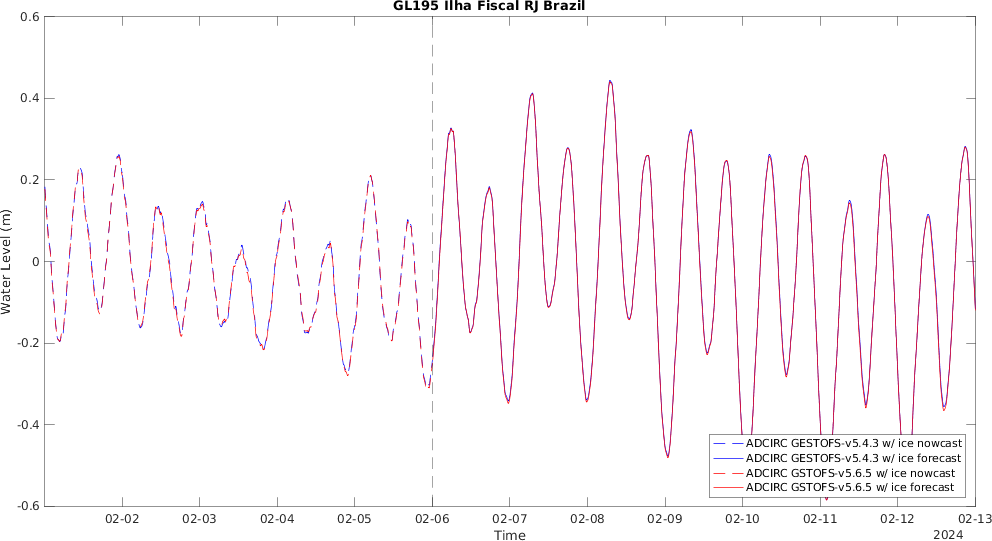 GL195 Ilha Fiscal RJ Brazil
0.6
0.4
0.2
0
-0.2
-0.4
-0.6
Water Level (m)
ADCIRC GESTOFS-v5.4.3 w/ ice nowcast
ADCIRC GESTOFS-v5.4.3 w/ ice forecast
ADCIRC GSTOFS-v5.6.5 w/ ice nowcast
ADCIRC GSTOFS-v5.6.5 w/ ice forecast
02-02 02-03 02-04 02-05 02-06 02-07 02-08 02-09 02-10 02-11 02-12 02-13
Time
2024